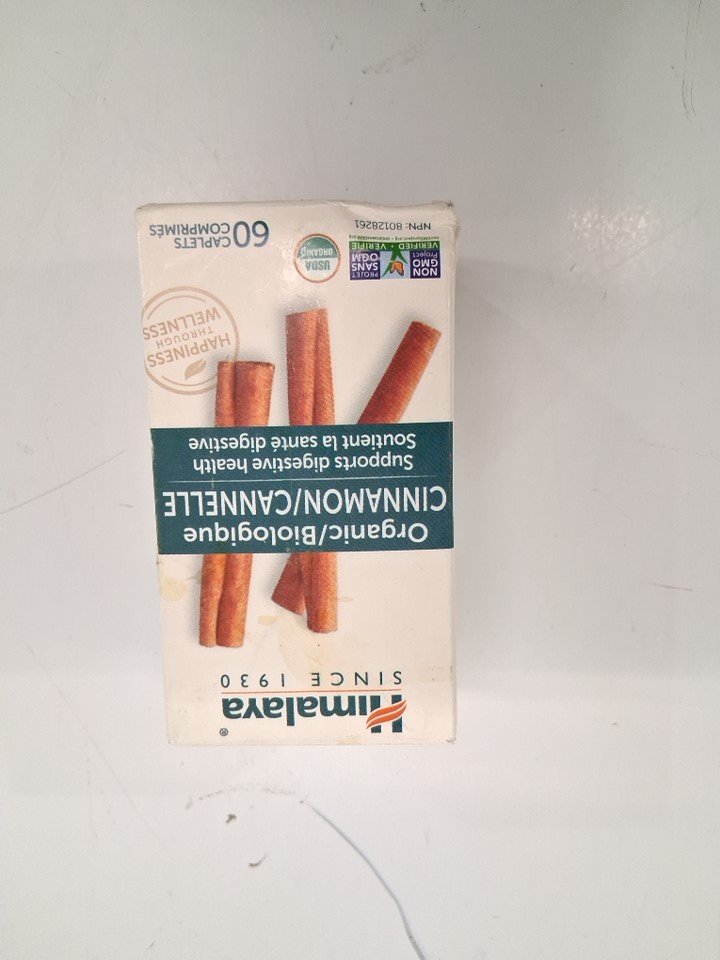 Himalaya®
SINCE 1930
Organic/Biologique
CINNAMON/CANNELLE
Supports digestive health
Soutient la santé digestive
HAPPINESS
THROUGH
WELLNESS
NON
GMO
Project
VERIFIED
PROJET
SANS
OGM
VÉRIFIÉ
USDA
ORGANIC
NPN: 80128261
60 CAPLETS
COMPRIMÉS